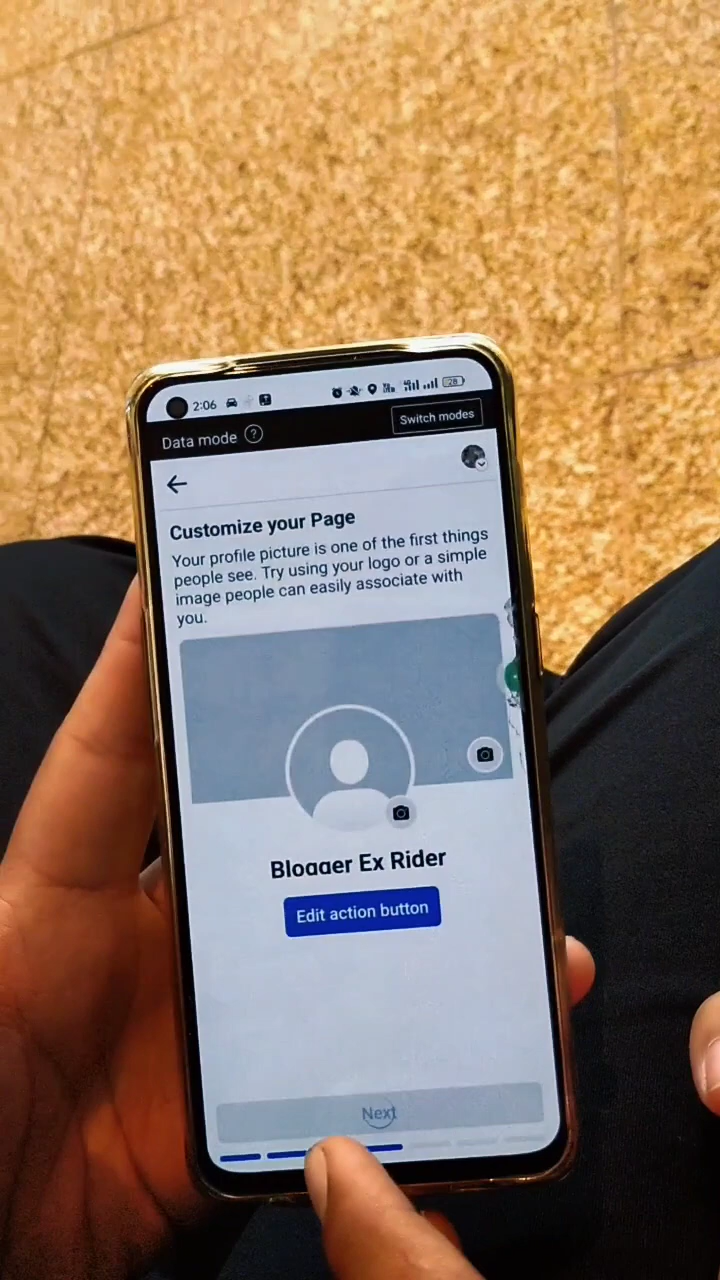 2:06
28
Data mode ?
Switch modes
Customize your Page
Your profile picture is one of the first things
people see. Try using your logo or a simple
image people can easily associate with
you.
Blogger Ex Rider
Edit action button
Next